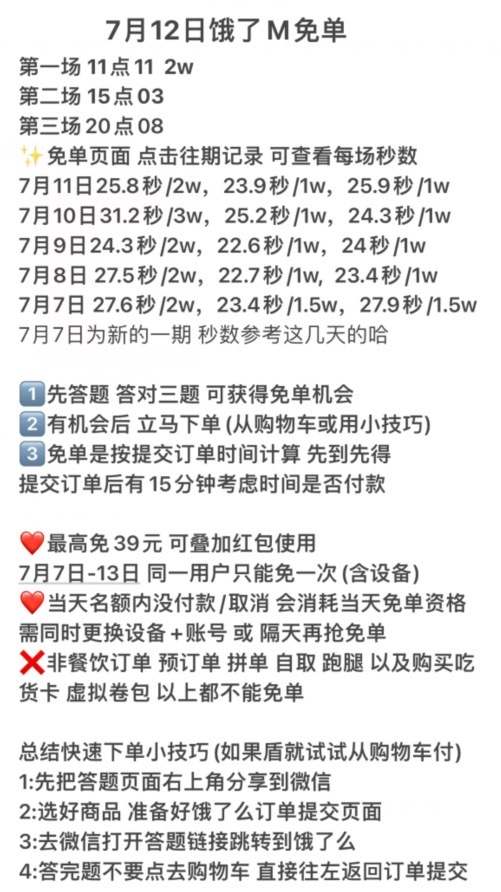 7月12日饿了M免单
第一场 11点11 2w
第二场 15点03
第三场20点08
✨免单页面 点击往期记录 可查看每场秒数
7月11日25.8秒/2w，23.9秒/1w，25.9秒/1w
7月10日31.2秒/3w，25.2秒/1w，24.3秒/1w
7月9日24.3秒/2w，22.6秒/1w，24秒/1w
7月8日 27.5秒/2w，22.7秒/1w, 23.4秒/1w
7月7日 27.6秒/2w，23.4秒/1.5w，27.9秒/1.5w
7月7日为新的一期 秒数参考这几天的哈
1️⃣先答题 答对三题 可获得免单机会
2️⃣有机会后 立马下单(从购物车或用小技巧)
3️⃣免单是按提交订单时间计算 先到先得
提交订单后有15分钟考虑时间是否付款
❤️最高免39元 可叠加红包使用
7月7日-13日 同一用户只能免一次(含设备)
❤️当天名额内没付款/取消 会消耗当天免单资格
需同时更换设备+账号 或 隔天再抢免单
❌非餐饮订单 预订单 拼单 自取 跑腿 以及购买吃
货卡 虚拟卷包 以上都不能免单
总结快速下单小技巧(如果盾就试试从购物车付)
1:先把答题页面右上角分享到微信
2:选好商品 准备好饿了么订单提交页面
3:去微信打开答题链接跳转到饿了么
4:答完题不要点去购物车 直接往左返回订单提交